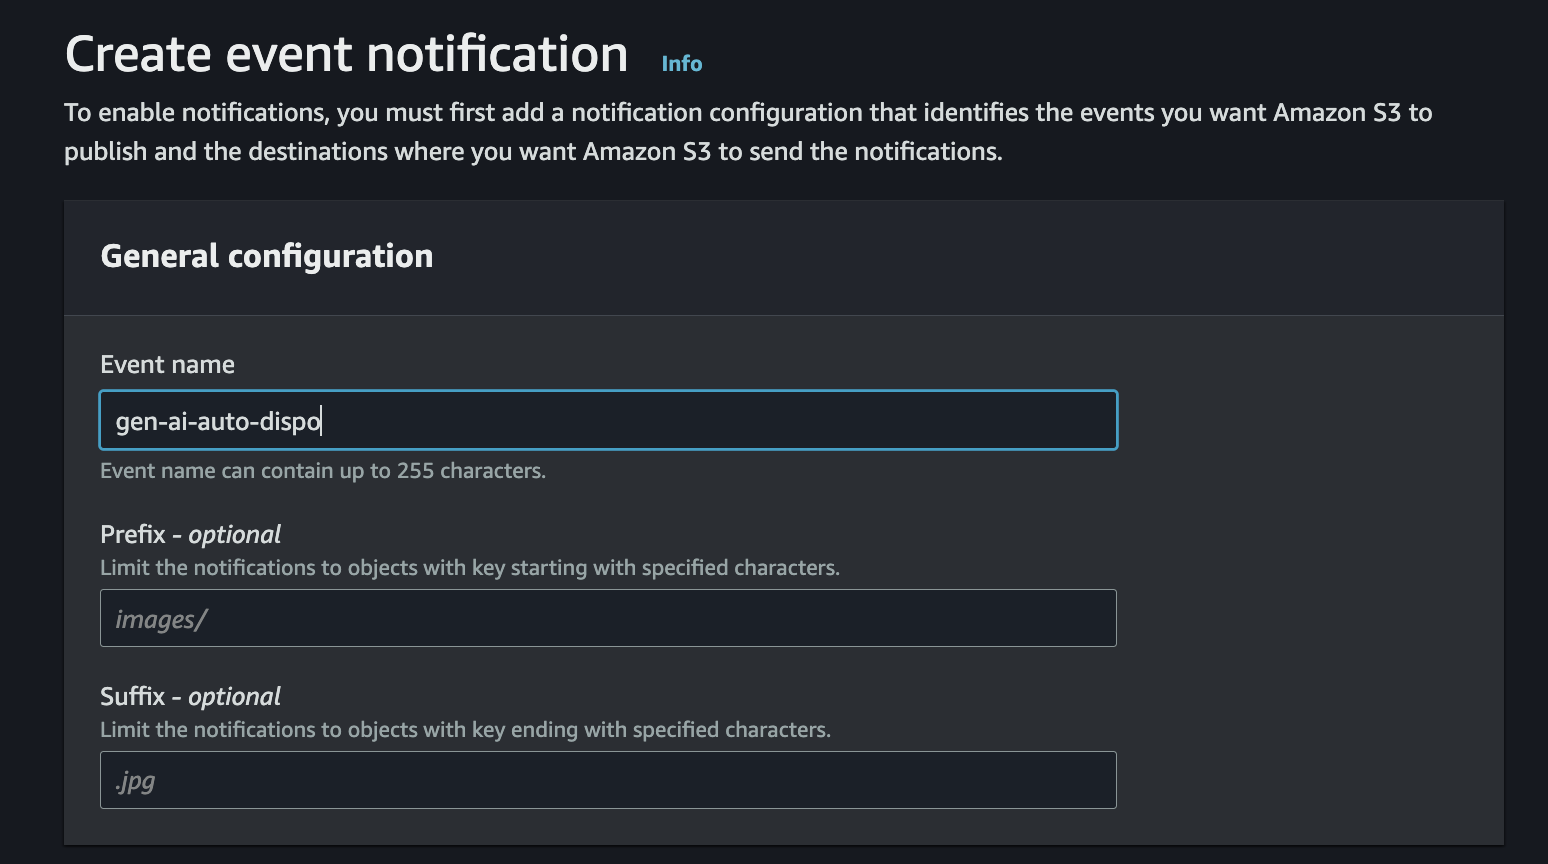 Create event notification Info
To enable notifications, you must first add a notification configuration that identifies the events you want Amazon S3 to
publish and the destinations where you want Amazon S3 to send the notifications.
General configuration
Event name
gen-ai-auto-dispo
Event name can contain up to 255 characters.
Prefix - optional
Limit the notifications to objects with key starting with specified characters.
images/
Suffix - optional
Limit the notifications to objects with key ending with specified characters.
.jpg